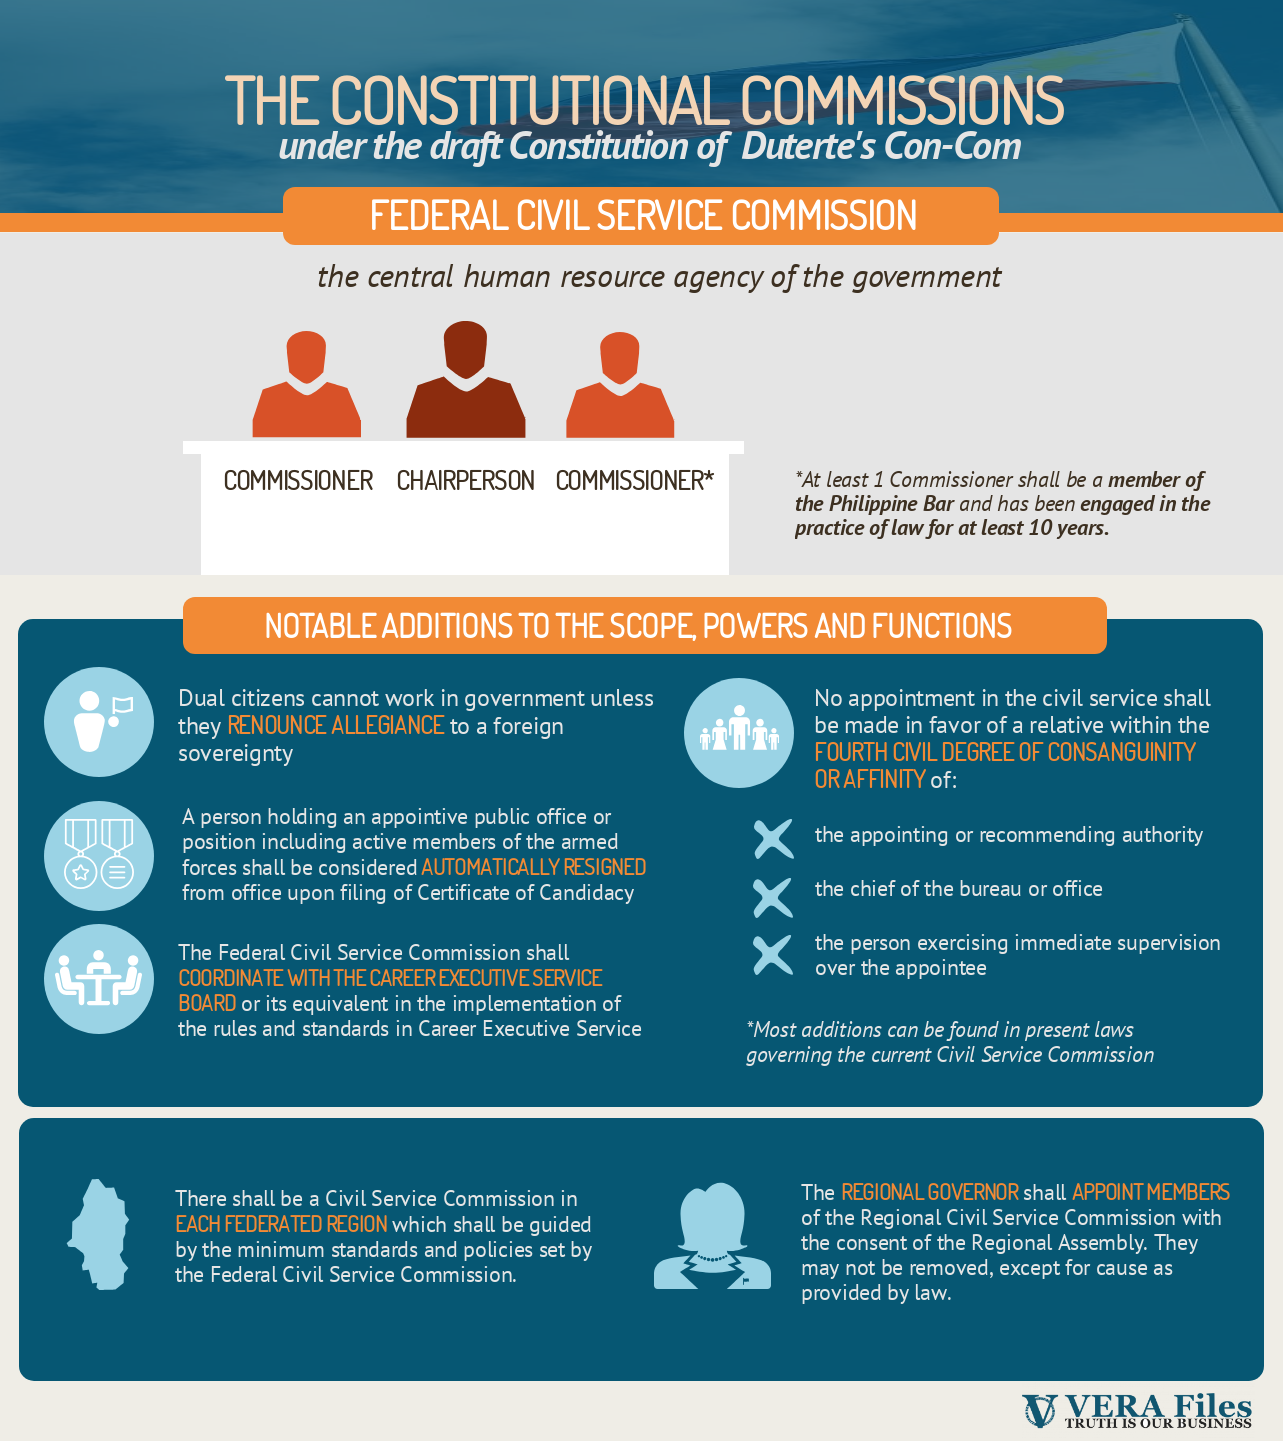 THE CONSTITUTIONAL COMMISSIONS
under the draft Constitution of Duterte's Con-Com
FEDERAL CIVIL SERVICE COMMISSION
the central human resource agency of the government
COMMISSIONER CHAIRPERSON COMMISSIONER*
*At least 1 Commissioner shall be a member of
the Philippine Bar and has been engaged in the
practice of law for at least 10 years.
NOTABLE ADDITIONS TO THE SCOPE, POWERS AND FUNCTIONS
Dual citizens cannot work in government unless
they RENOUNCE ALLEGIANCE to a foreign
sovereignty
A person holding an appointive public office or
position including active members of the armed
forces shall be considered AUTOMATICALLY RESIGNED
from office upon filing of Certificate of Candidacy
The Federal Civil Service Commission shall
COORDINATE WITH THE CAREER EXECUTIVE SERVICE
BOARD or its equivalent in the implementation of
the rules and standards in Career Executive Service
No appointment in the civil service shall
be made in favor of a relative within the
FOURTH CIVIL DEGREE OF CONSANGUINITY
OR AFFINITY of:
the appointing or recommending authority
the chief of the bureau or office
the person exercising immediate supervision
over the appointee
*Most additions can be found in present laws
governing the current Civil Service Commission
There shall be a Civil Service Commission in
EACH FEDERATED REGION which shall be guided
by the minimum standards and policies set by
the Federal Civil Service Commission.
The REGIONAL GOVERNOR shall APPOINT MEMBERS
of the Regional Civil Service Commission with
the consent of the Regional Assembly. They
may not be removed, except for cause as
provided by law.
VERA Files
TRUTH IS OUR BUSINESS